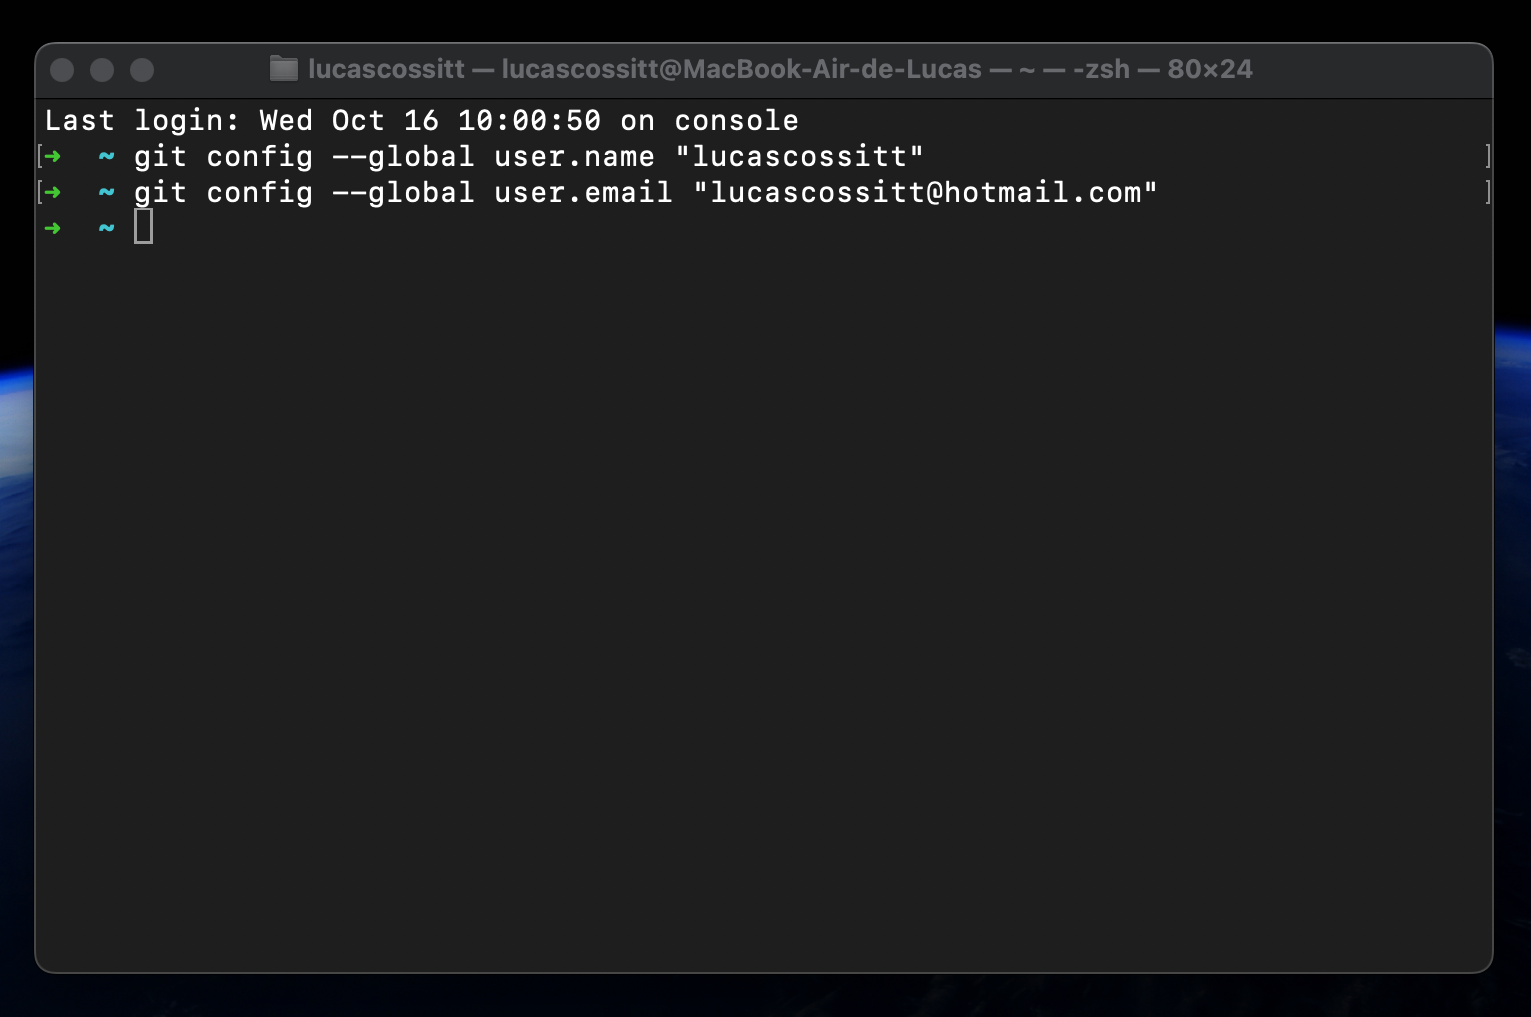 lucascossitt — lucascossitt@MacBook-Air-de-Lucas — ~ — -zsh — 80×24
Last login: Wed Oct 16 10:00:50 on console
[➜  ~ git config --global user.name "lucascossitt" ]
[➜  ~ git config --global user.email "lucascossitt@hotmail.com" ]
➜  ~